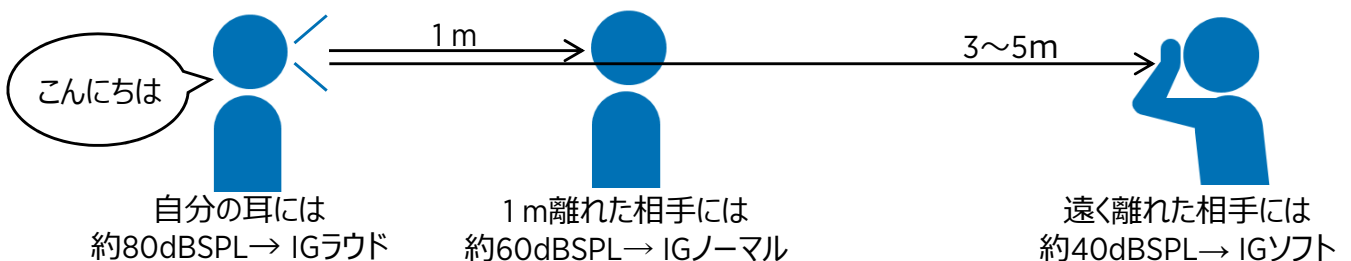 1m
3～5m
こんにちは
自分の耳には
約80dBSPL→ IGラウド
1m離れた相手には
約60dBSPL→ IGノーマル
遠く離れた相手には
約40dBSPL→ IGソフト